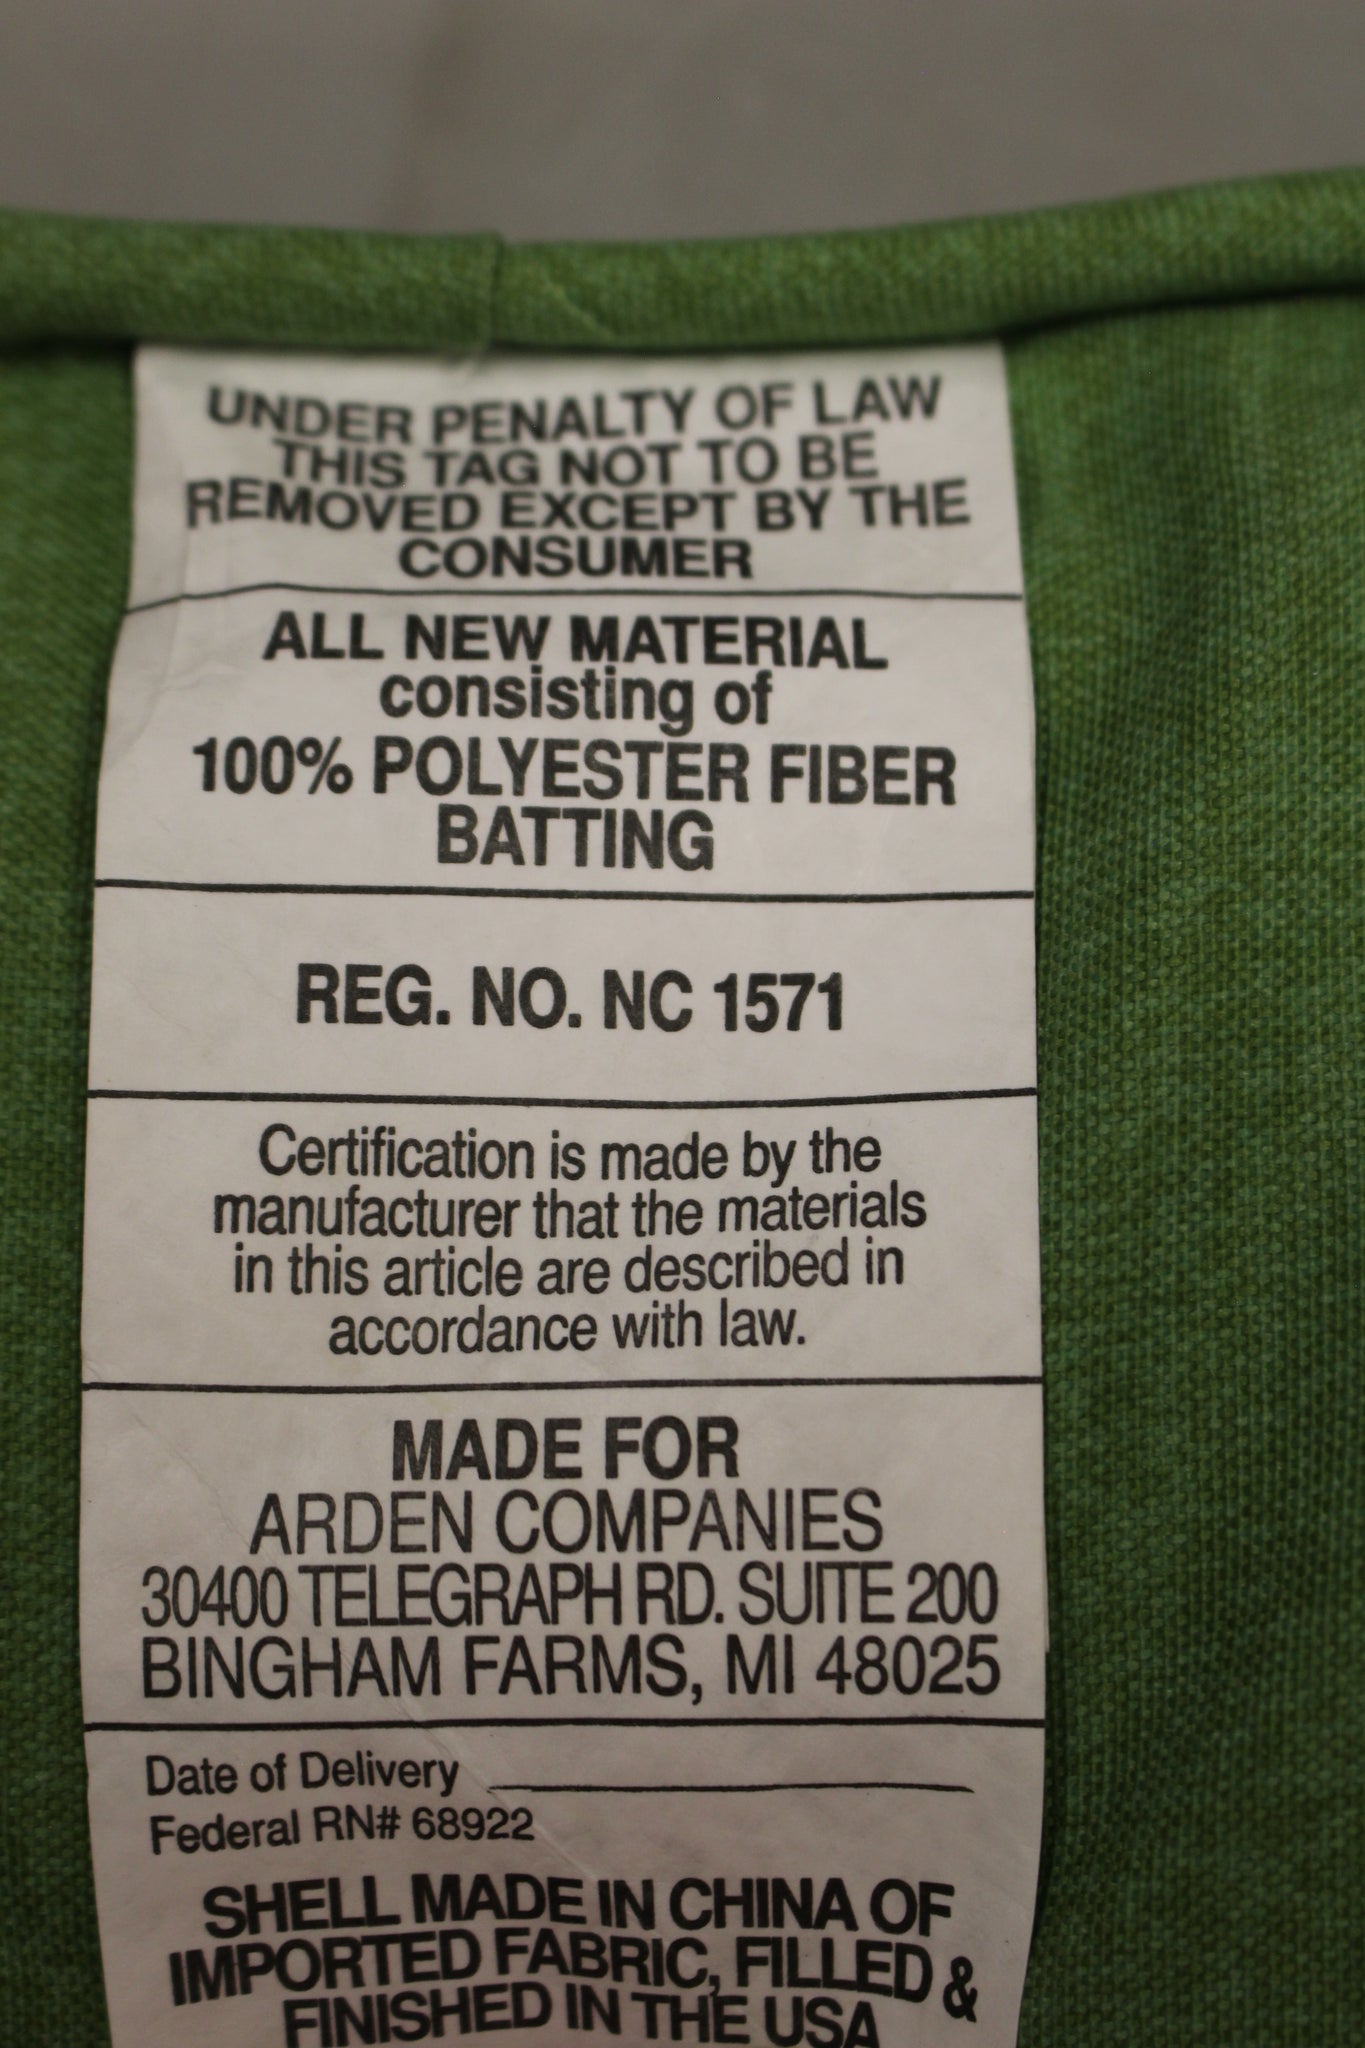 UNDER PENALTY OF LAW
THIS TAG NOT TO BE
REMOVED EXCEPT BY THE
CONSUMER
ALL NEW MATERIAL
consisting of
100% POLYESTER FIBER
BATTING
REG. NO. NC 1571
Certification is made by the
manufacturer that the materials
in this article are described in
accordance with law.
MADE FOR
ARDEN COMPANIES
30400 TELEGRAPH RD. SUITE 200
BINGHAM FARMS, MI 48025
Date of Delivery
Federal RN# 68922
SHELL MADE IN CHINA OF
IMPORTED FABRIC, FILLED &
FINISHED IN THE USA